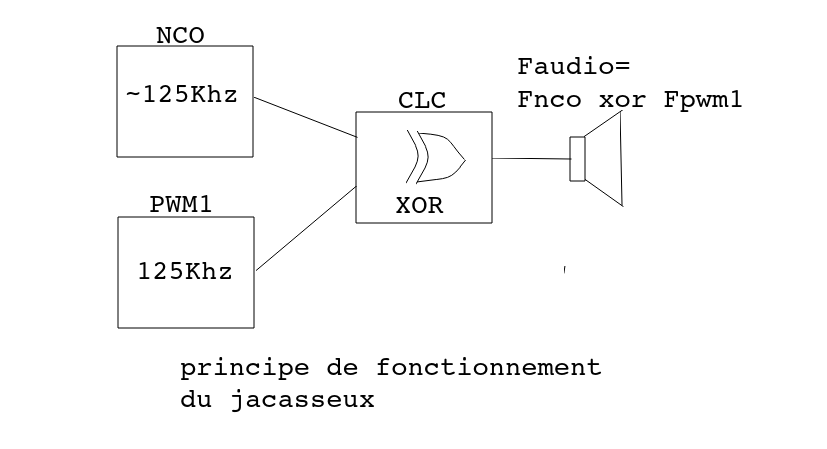 NCO
~125Khz
Faudio=
Fnco xor Fpwm1
CLC
XOR
PWM1
125Khz
principe de fonctionnement
du jacasseux